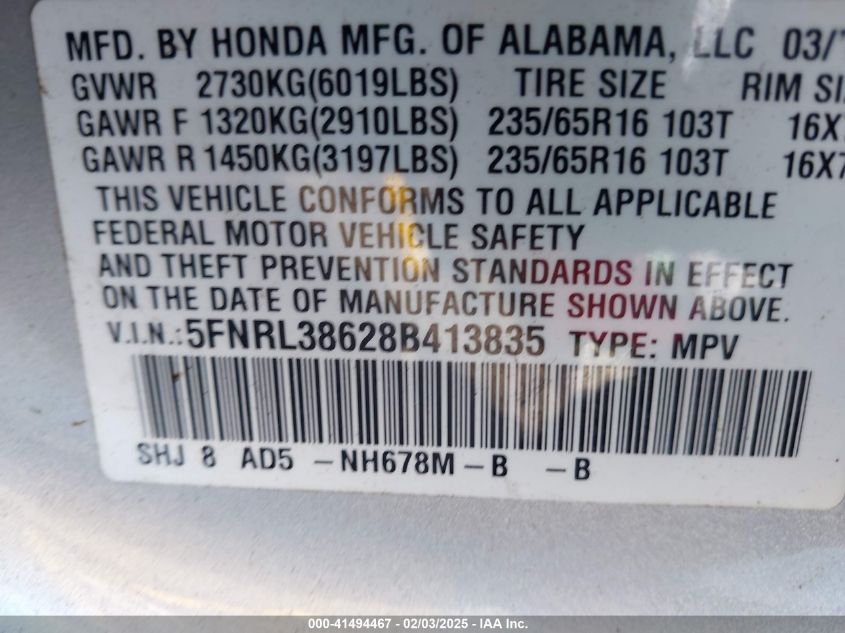 MFD. BY HONDA MFG. OF ALABAMA, LLC 03/
GVWR 2730KG(6019LBS) TIRE SIZE RIM
GAWR F 1320KG(2910LBS) 235/65R16 103T 16X
GAWR R 1450KG(3197LBS) 235/65R16 103T 16X7
THIS VEHICLE CONFORMS TO ALL APPLICABLE
FEDERAL MOTOR VEHICLE SAFETY
AND THEFT PREVENTION STANDARDS IN EFFECT
ON THE DATE OF MANUFACTURE SHOWN ABOVE.
V.I.N.:5FNRL38628B413835 TYPE: MPV
SHJ 8 AD5 -NH678M-B -B
000-41494467 - 02/03/2025 - IAA Inc.